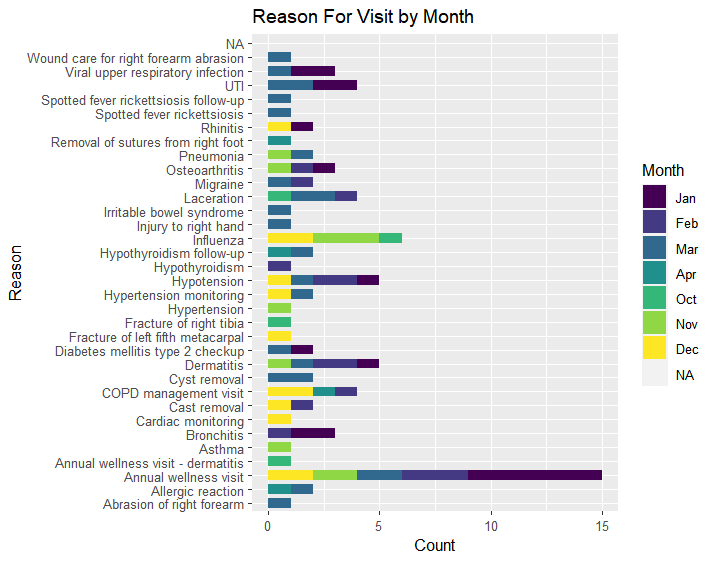 Reason For Visit by Month
Reason
NA
Wound care for right forearm abrasion
Viral upper respiratory infection
UTI
Spotted fever rickettsiosis follow-up
Spotted fever rickettsiosis
Rhinitis
Removal of sutures from right foot
Pneumonia
Osteoarthritis
Migraine
Laceration
Irritable bowel syndrome
Injury to right hand
Influenza
Hypothyroidism follow-up
Hypothyroidism
Hypotension
Hypertension monitoring
Hypertension
Fracture of right tibia
Fracture of left fifth metacarpal
Diabetes mellitis type 2 checkup
Dermatitis
Cyst removal
COPD management visit
Cast removal
Cardiac monitoring
Bronchitis
Asthma
Annual wellness visit - dermatitis
Annual wellness visit
Allergic reaction
Abrasion of right forearm
0 5 10 15
Count
Month
Jan
Feb
Mar
Apr
Oct
Nov
Dec
NA